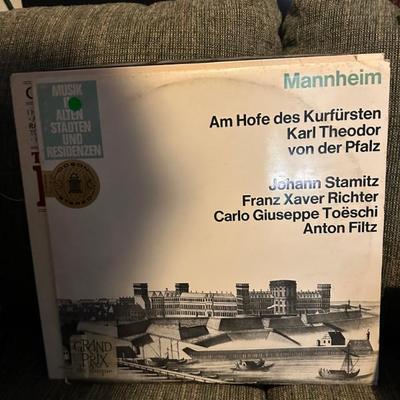 Mannheim
Am Hofe des Kurfürsten
Karl Theodor
von der Pfalz
Johann Stamitz
Franz Xaver Richter
Carlo Giuseppe Toëschi
Anton Filtz
MUSIK
ALTEN
STÄDTEN
UND
RESIDENZEN
STEREO
GRAND
PRIX